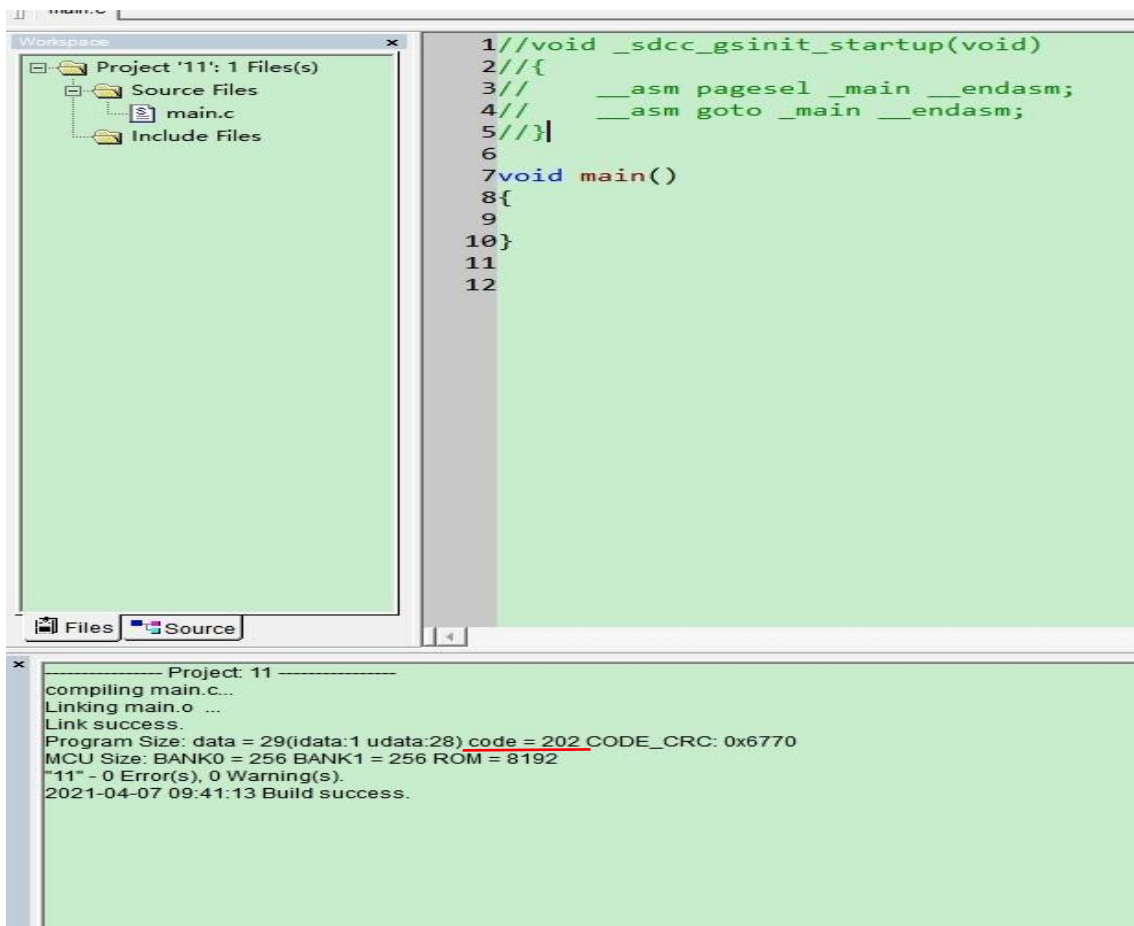 main.c
Workspace
Project '11': 1 Files(s)
Source Files
main.c
Include Files
Files
Source
1//void _sdcc_gsinit_startup(void)
2//{
3//    __asm pagesel _main __endasm;
4//    __asm goto _main __endasm;
5//}
6
7void main()
8{
9
10}
11
12
---------------- Project: 11 ----------------
compiling main.c...
Linking main.o ...
Link success.
Program Size: data = 29(idata:1 udata:28) code = 202 CODE_CRC: 0x6770
MCU Size: BANK0 = 256 BANK1 = 256 ROM = 8192
"11" - 0 Error(s), 0 Warning(s).
2021-04-07 09:41:13 Build success.